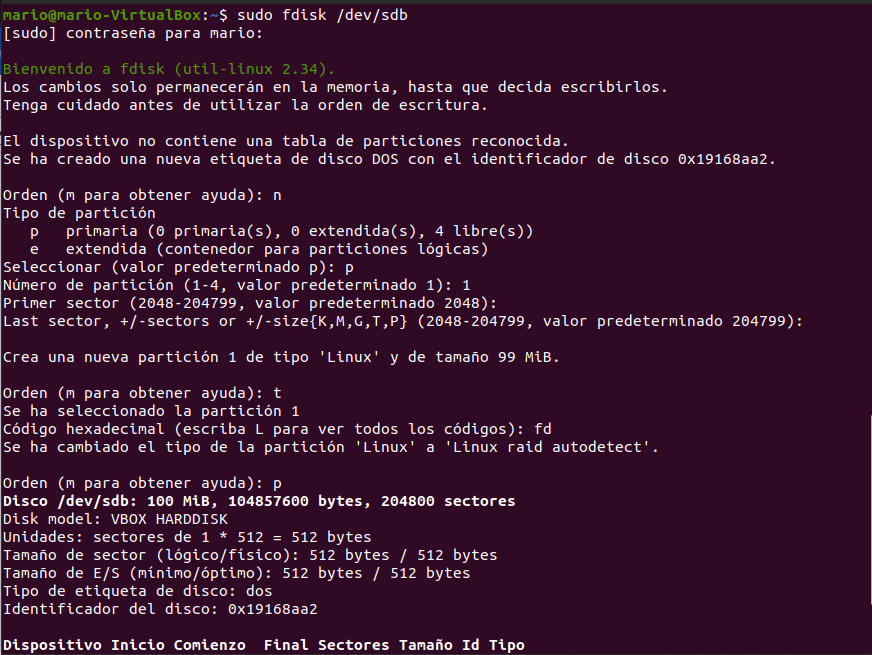 mario@mario-VirtualBox:~$ sudo fdisk /dev/sdb
[sudo] contraseña para mario:
Bienvenido a fdisk (util-linux 2.34).
Los cambios solo permanecerán en la memoria, hasta que decida escribirlos.
Tenga cuidado antes de utilizar la orden de escritura.
El dispositivo no contiene una tabla de particiones reconocida.
Se ha creado una nueva etiqueta de disco DOS con el identificador de disco 0x19168aa2.
Orden (m para obtener ayuda): n
Tipo de partición
   p   primaria (0 primaria(s), 0 extendida(s), 4 libre(s))
   e   extendida (contenedor para particiones lógicas)
Seleccionar (valor predeterminado p): p
Número de partición (1-4, valor predeterminado 1): 1
Primer sector (2048-204799, valor predeterminado 2048):
Last sector, +/-sectors or +/-size{K,M,G,T,P} (2048-204799, valor predeterminado 204799):
Crea una nueva partición 1 de tipo 'Linux' y de tamaño 99 MiB.
Orden (m para obtener ayuda): t
Se ha seleccionado la partición 1
Código hexadecimal (escriba L para ver todos los códigos): fd
Se ha cambiado el tipo de la partición 'Linux' a 'Linux raid autodetect'.
Orden (m para obtener ayuda): p
Disco /dev/sdb: 100 MiB, 104857600 bytes, 204800 sectores
Disk model: VBOX HARDDISK
Unidades: sectores de 1 * 512 = 512 bytes
Tamaño de sector (lógico/físico): 512 bytes / 512 bytes
Tamaño de E/S (mínimo/óptimo): 512 bytes / 512 bytes
Tipo de etiqueta de disco: dos
Identificador del disco: 0x19168aa2
Dispositivo Inicio Comienzo  Final Sectores Tamaño Id Tipo